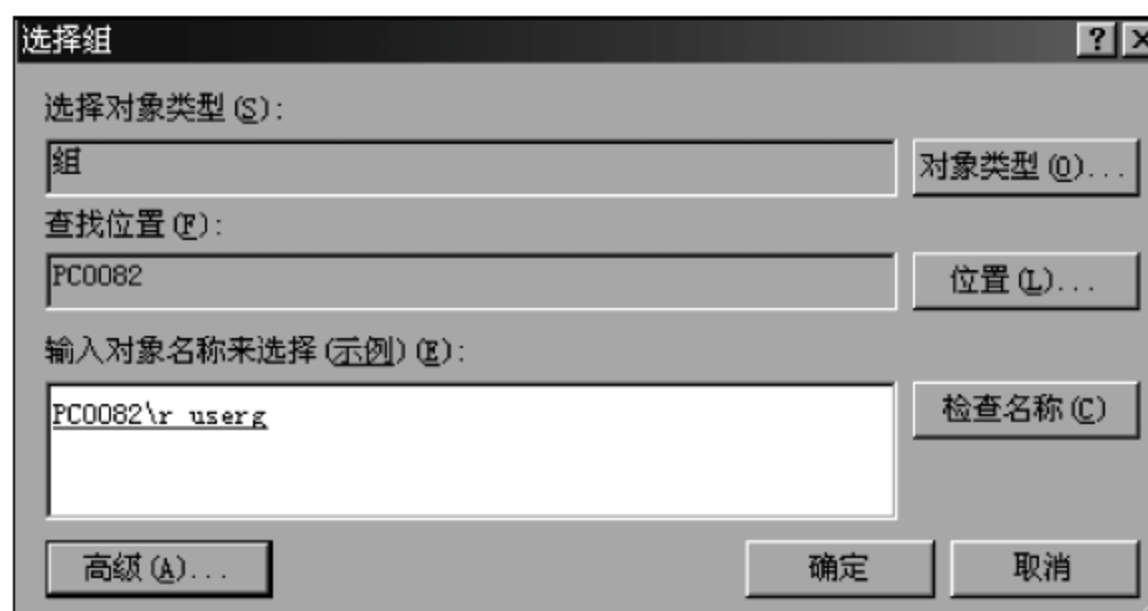 选择组
选择对象类型(S):
组
对象类型(O)...
查找位置(F):
PC0082
位置(L)...
输入对象名称来选择(示例)(E):
PC0082\r_userg
检查名称(C)
高级(A)...
确定
取消